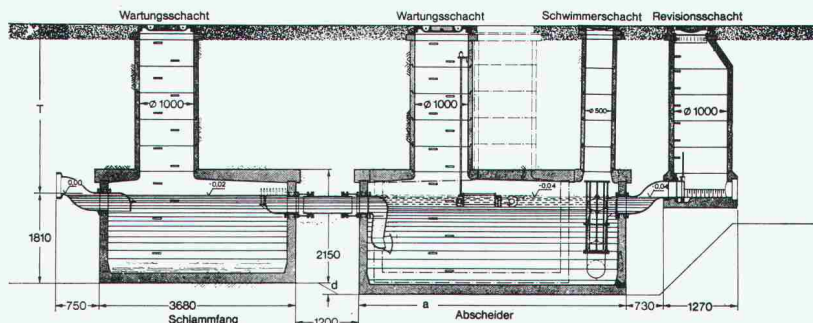 Wartungsschacht Wartungsschacht Schwimmerschacht Revisionsschacht
T
Ø 1000 Ø 1000 Ø 500 Ø 1000
0,00 -0,02 -0,04 -0,04
1810 2150
d
750 3680 1200 a 730 1270
Schlammfang Abscheider